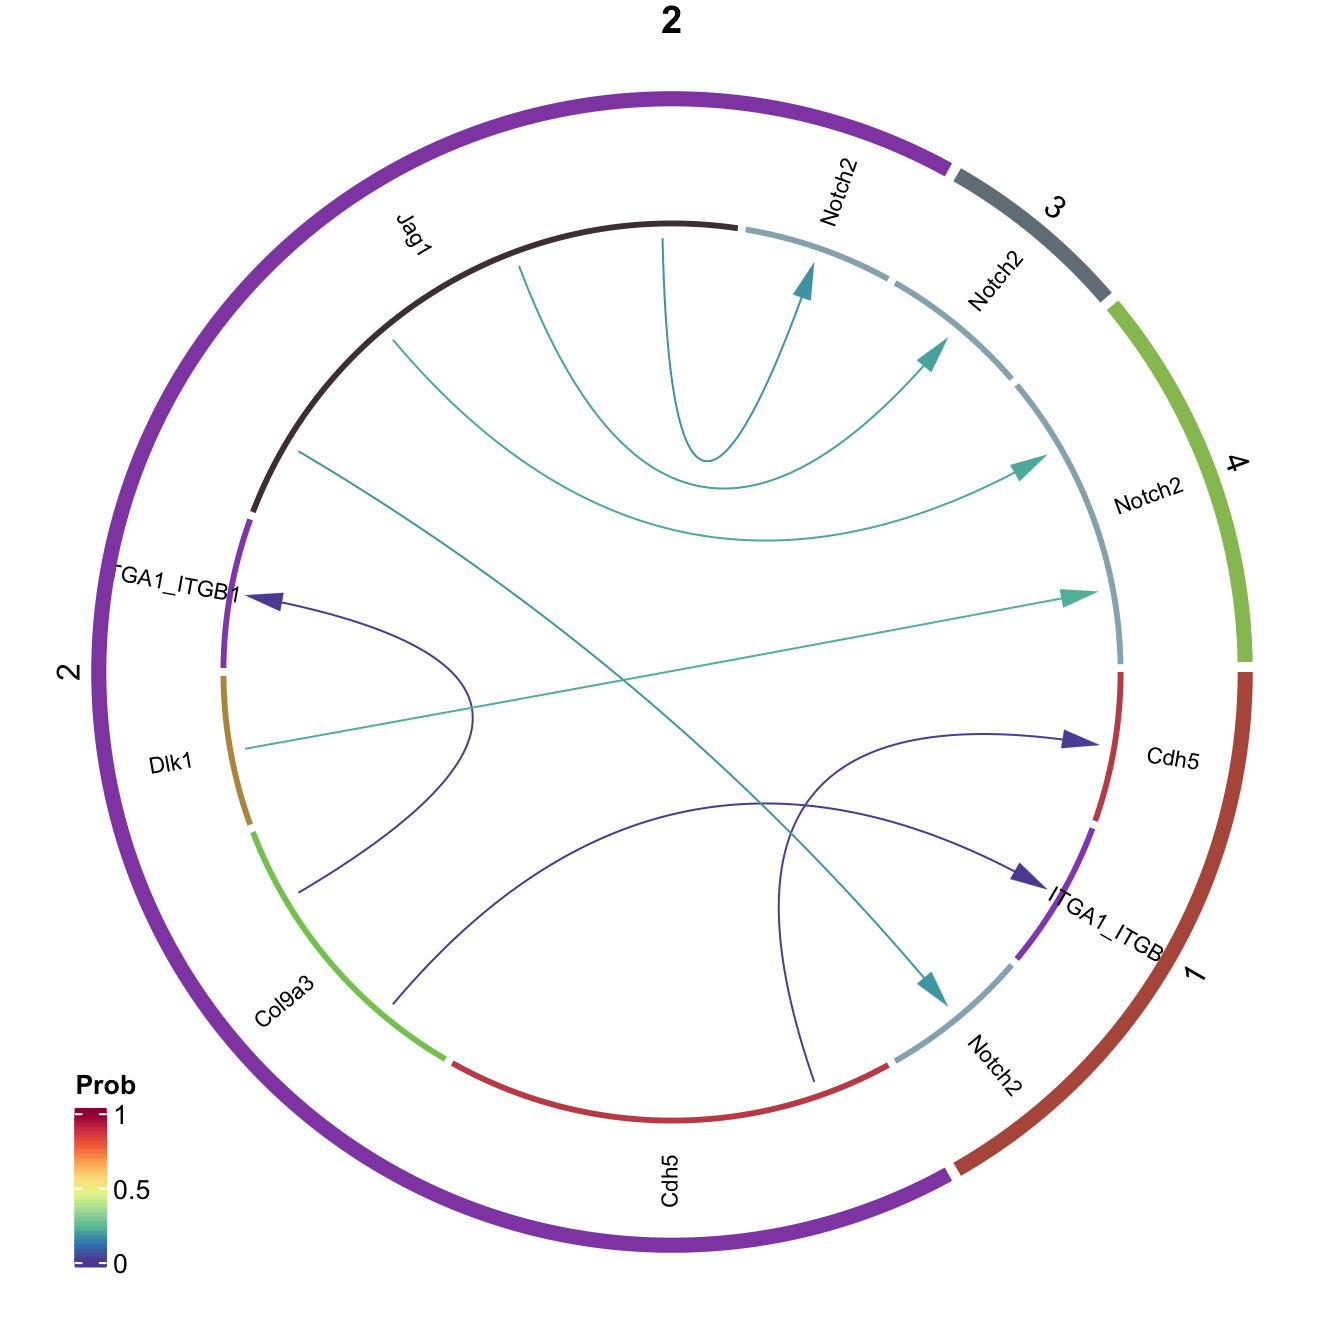 2
Notch2
3
Jag1
Notch2
4
Notch2
TGA1_ITGB1
2
Dlk1
Cdh5
ITGA1_ITGB
1
Col9a3
Notch2
Cdh5
Prob
1
0.5
0